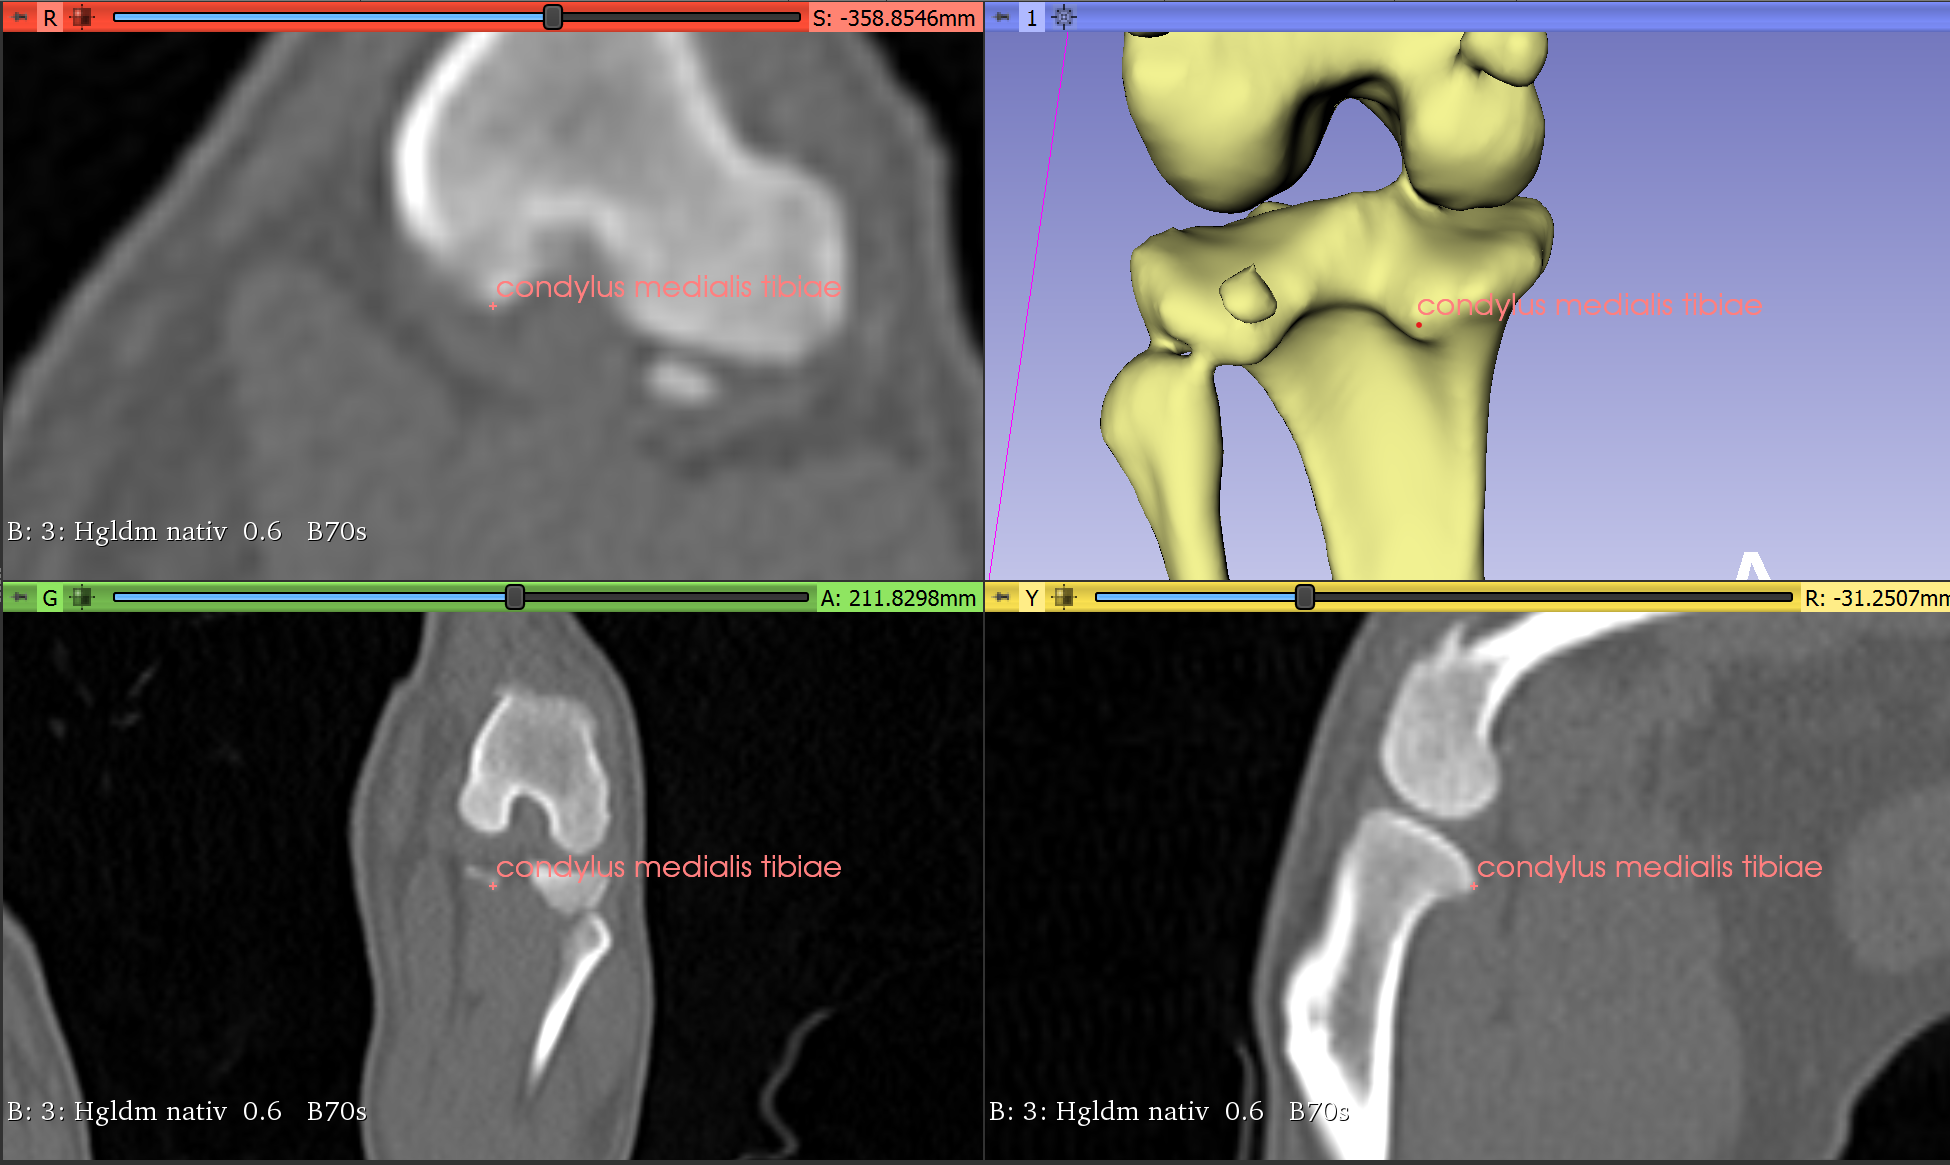 R S: -358.8546mm
condylus medialis tibiae
B: 3: Hgldm nativ 0.6 B70s
1
condylus medialis tibiae
A
G A: 211.8298mm
condylus medialis tibiae
B: 3: Hgldm nativ 0.6 B70s
Y R: -31.2507mm
condylus medialis tibiae
B: 3: Hgldm nativ 0.6 B70s